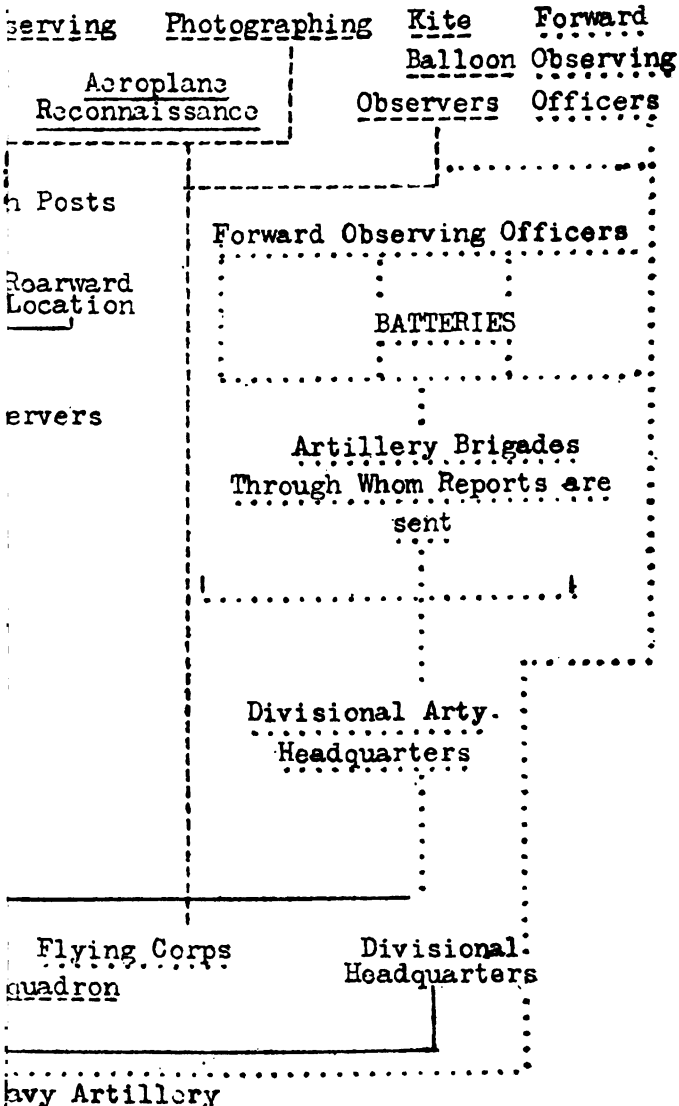 serving Photographing Kite Forward
Balloon Observing
Aeroplane
Reconnaissance Observers Officers
h Posts
Forward Observing Officers
Roarward
Location
BATTERIES
ervers
Artillery Brigades
Through Whom Reports are
sent
Divisional Arty.
Headquarters
Flying Corps Divisional
quadron Headquarters
avy Artillery